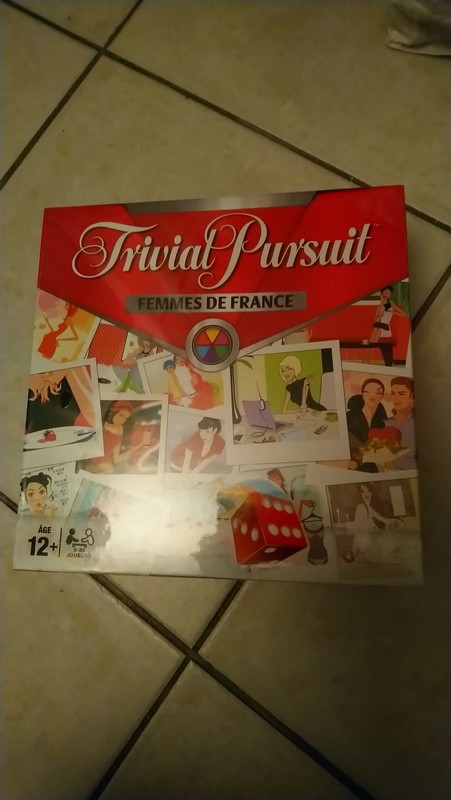 Trivial Pursuit
FEMMES DE FRANCE
ÂGE
12+
JOUEURS